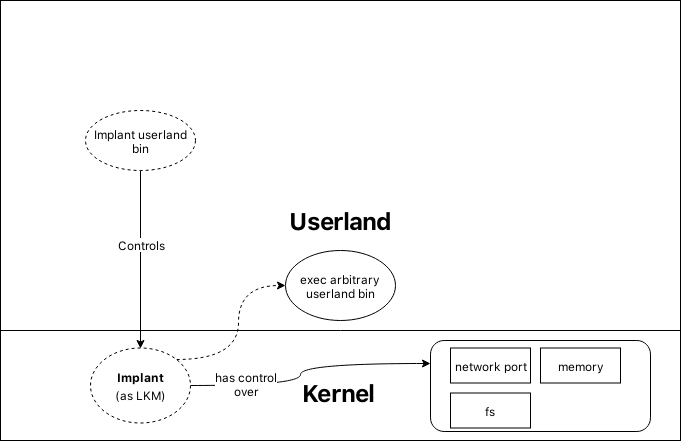 Implant userland
bin
Controls
Userland
exec arbitrary
userland bin
Implant
(as LKM)
has control
over
Kernel
network port
memory
fs